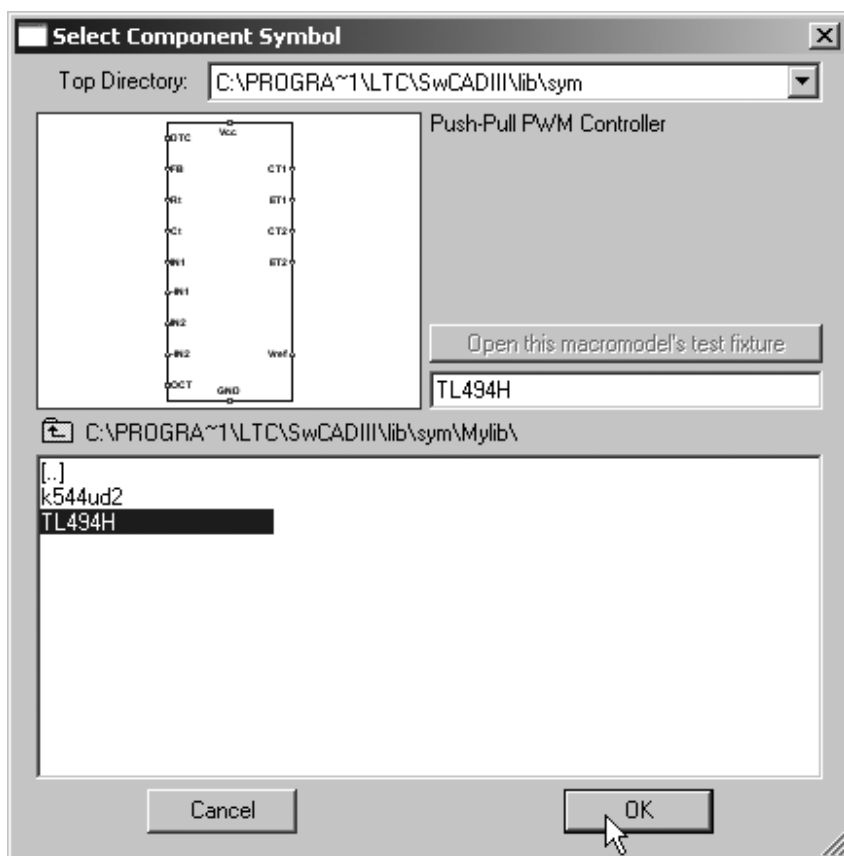 Select Component Symbol
Top Directory: C:\PROGRA~1\LTC\SwCADIII\lib\sym
Push-Pull PWM Controller
Vcc
DTC
FB CT1
Rt ET1
Ct CT2
IN1 ET2
-IN1
IN2
-IN2 Vref
OCT GND
Open this macromodel's test fixture
TL494H
C:\PROGRA~1\LTC\SwCADIII\lib\sym\Mylib\
[..]
k544ud2
TL494H
Cancel OK